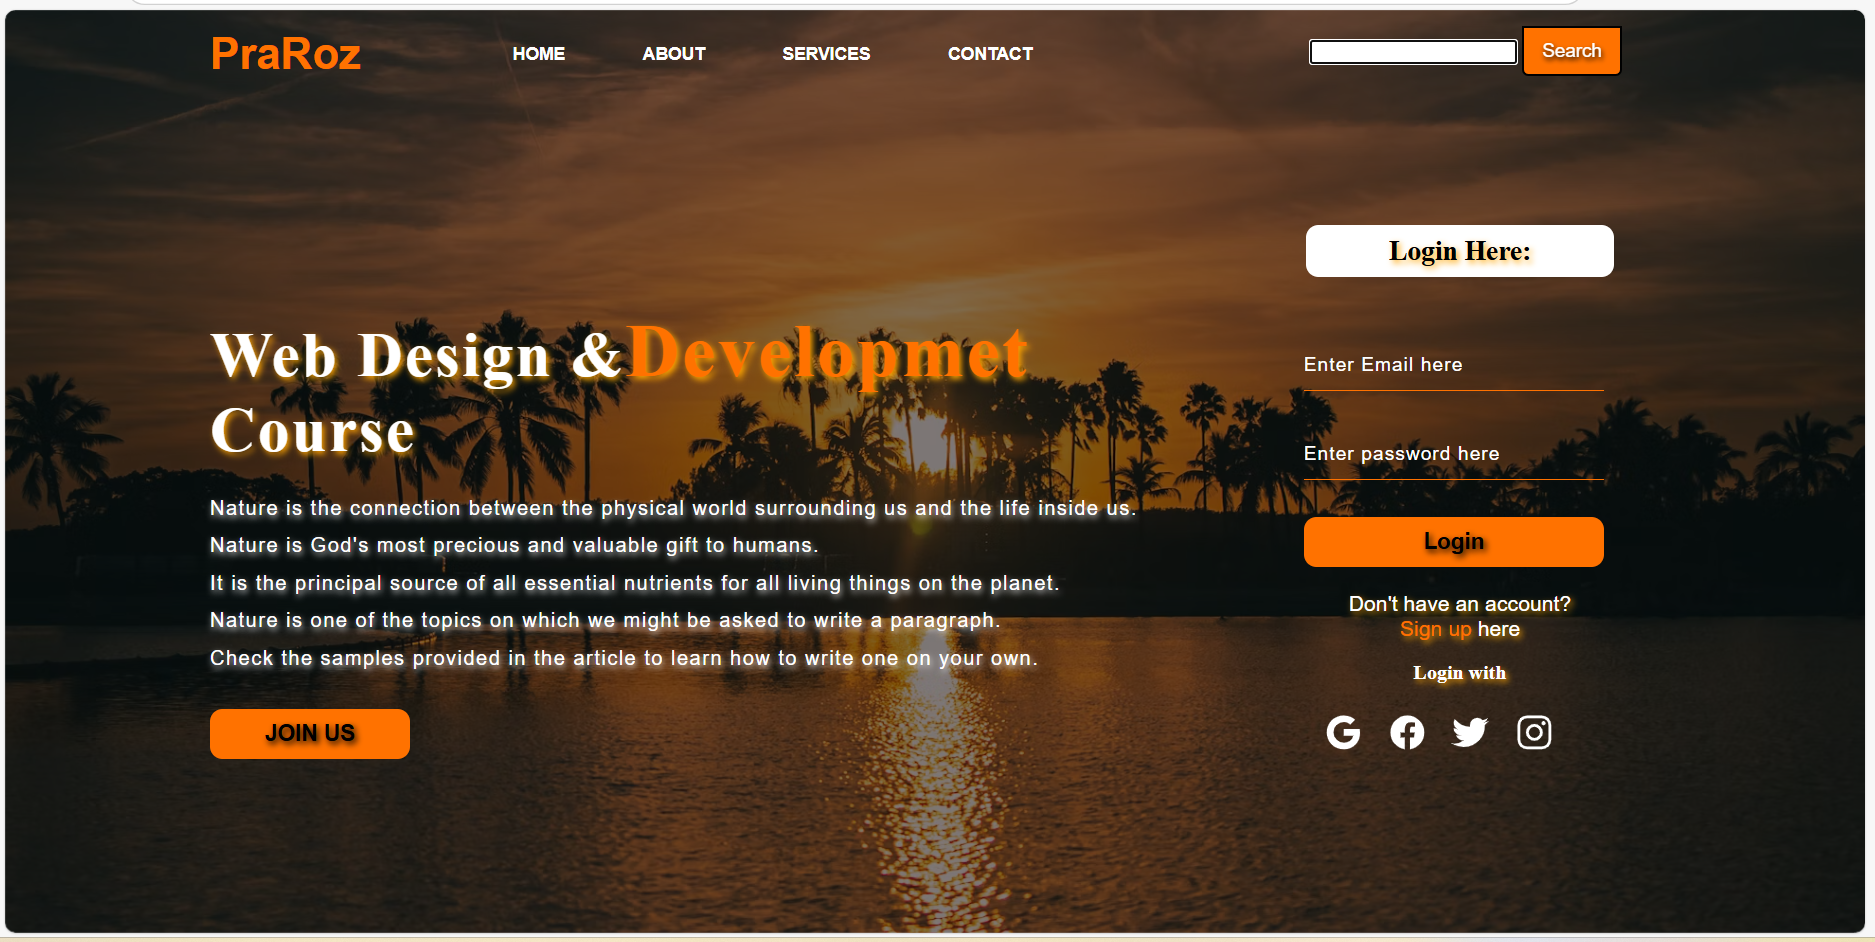 PraRoz
HOME ABOUT SERVICES CONTACT
Search
Login Here:
Web Design &Developmet
Course
Enter Email here
Enter password here
Nature is the connection between the physical world surrounding us and the life inside us.
Nature is God's most precious and valuable gift to humans.
It is the principal source of all essential nutrients for all living things on the planet.
Nature is one of the topics on which we might be asked to write a paragraph.
Check the samples provided in the article to learn how to write one on your own.
JOIN US
Login
Don't have an account?
Sign up here
Login with